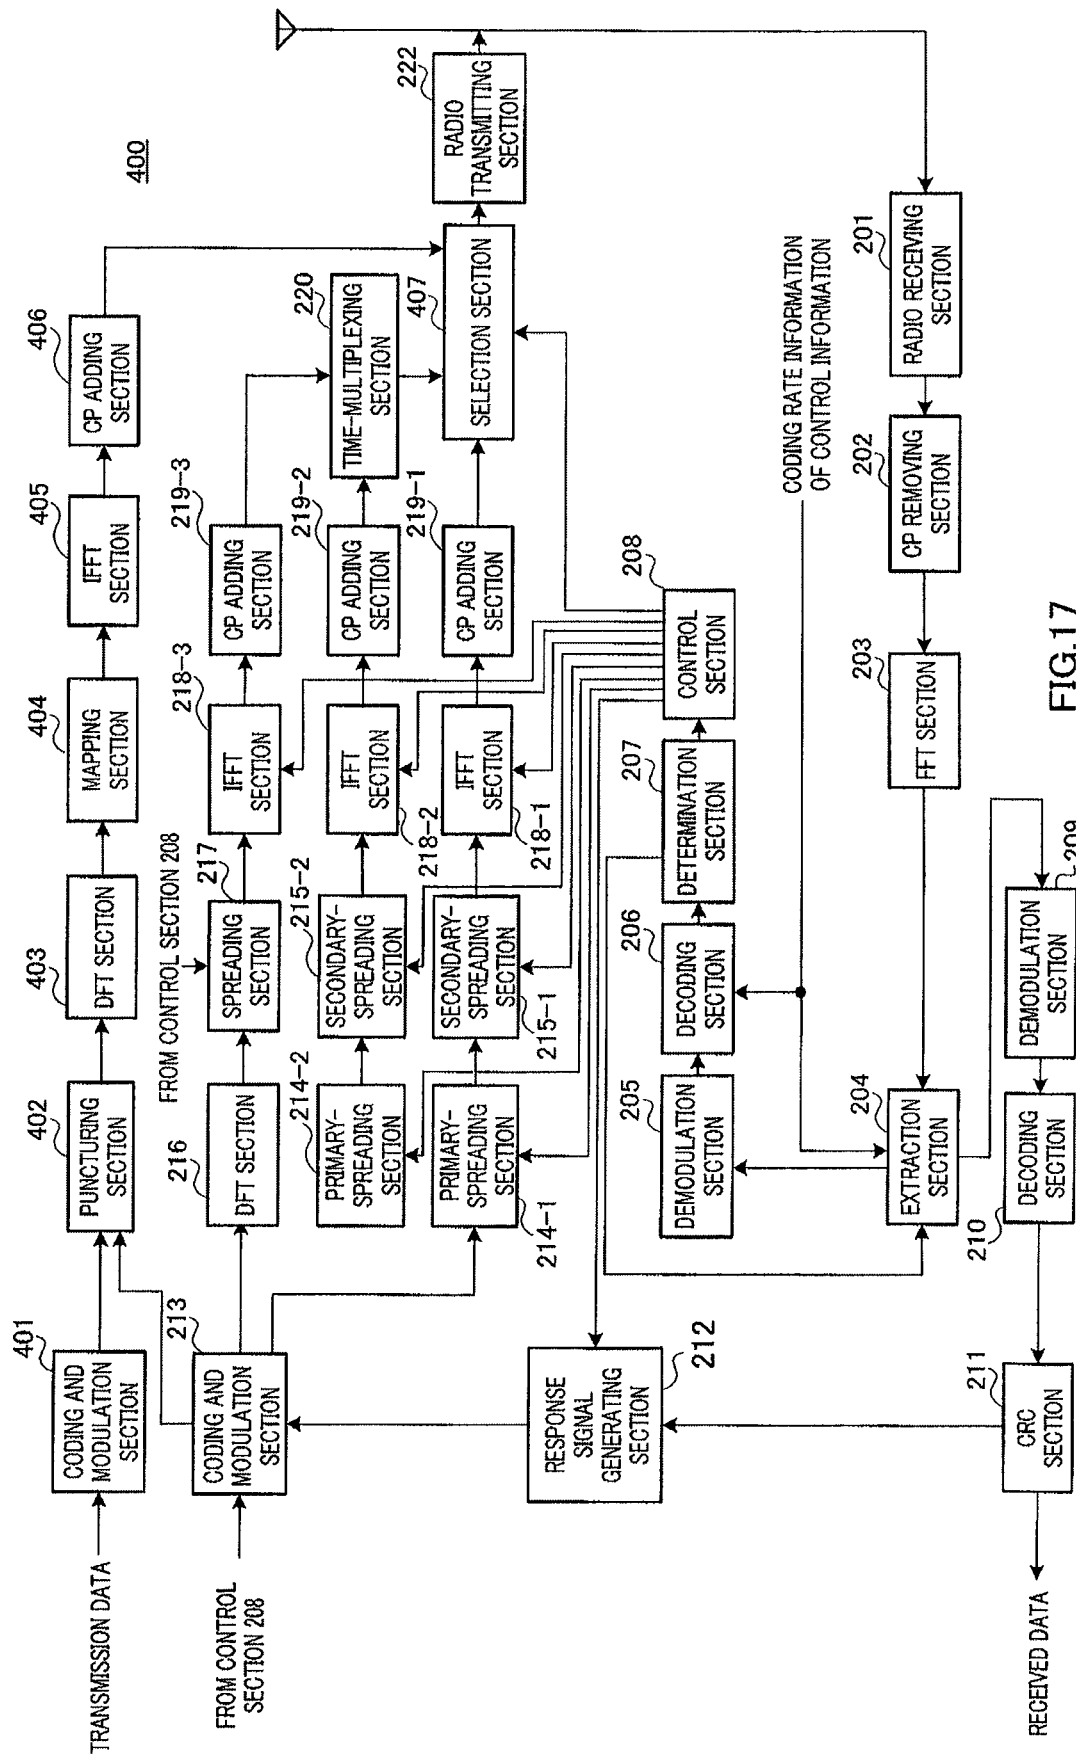 400
TRANSMISSION DATA
401
CODING AND
MODULATION
SECTION
402
PUNCTURING
SECTION
403
DFT SECTION
404
MAPPING
SECTION
405
IFFT
SECTION
406
CP ADDING
SECTION
FROM CONTROL
SECTION 208
213
CODING AND
MODULATION
SECTION
216
DFT SECTION
FROM CONTROL SECTION 208
217
SPREADING
SECTION
218-3
IFFT
SECTION
219-3
CP ADDING
SECTION
214-2
PRIMARY-
SPREADING
SECTION
215-2
SECONDARY-
SPREADING
SECTION
IFFT
SECTION
218-2
219-2
CP ADDING
SECTION
220
TIME-MULTIPLEXING
SECTION
PRIMARY-
SPREADING
SECTION
214-1
SECONDARY-
SPREADING
SECTION
215-1
IFFT
SECTION
218-1
219-1
CP ADDING
SECTION
407
SELECTION SECTION
222
RADIO
TRANSMITTING
SECTION
RESPONSE
SIGNAL
GENERATING
SECTION
212
205
DEMODULATION
SECTION
206
DECODING
SECTION
207
DETERMINATION
SECTION
208
CONTROL
SECTION
CODING RATE INFORMATION
OF CONTROL INFORMATION
204
EXTRACTION
SECTION
203
FFT SECTION
202
CP REMOVING
SECTION
201
RADIO RECEIVING
SECTION
RECEIVED DATA
211
CRC
SECTION
210
DECODING
SECTION
209
DEMODULATION
SECTION
FIG.17